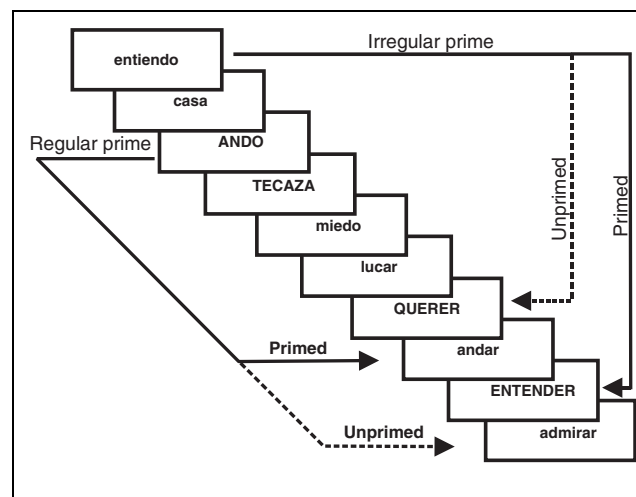 Irregular prime
entiendo
casa
Regular prime
ANDO
TECAZA
miedo
lucar
QUERER
andar
ENTENDER
admirar
Unprimed
Primed
Primed
Unprimed